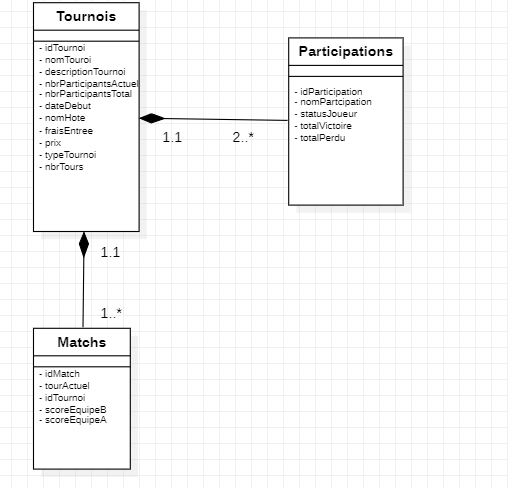 Tournois
- idTournoi
- nomTouroi
- descriptionTournoi
- nbrParticipantsActuel
- nbrParticipantsTotal
- dateDebut
- nomHote
- fraisEntree
- prix
- typeTournoi
- nbrTours
Participations
- idParticipation
- nomPartcipation
- statusJoueur
- totalVictoire
- totalPerdu
1.1
2..*
1.1
1..*
Matchs
- idMatch
- tourActuel
- idTournoi
- scoreEquipeB
- scoreEquipeA